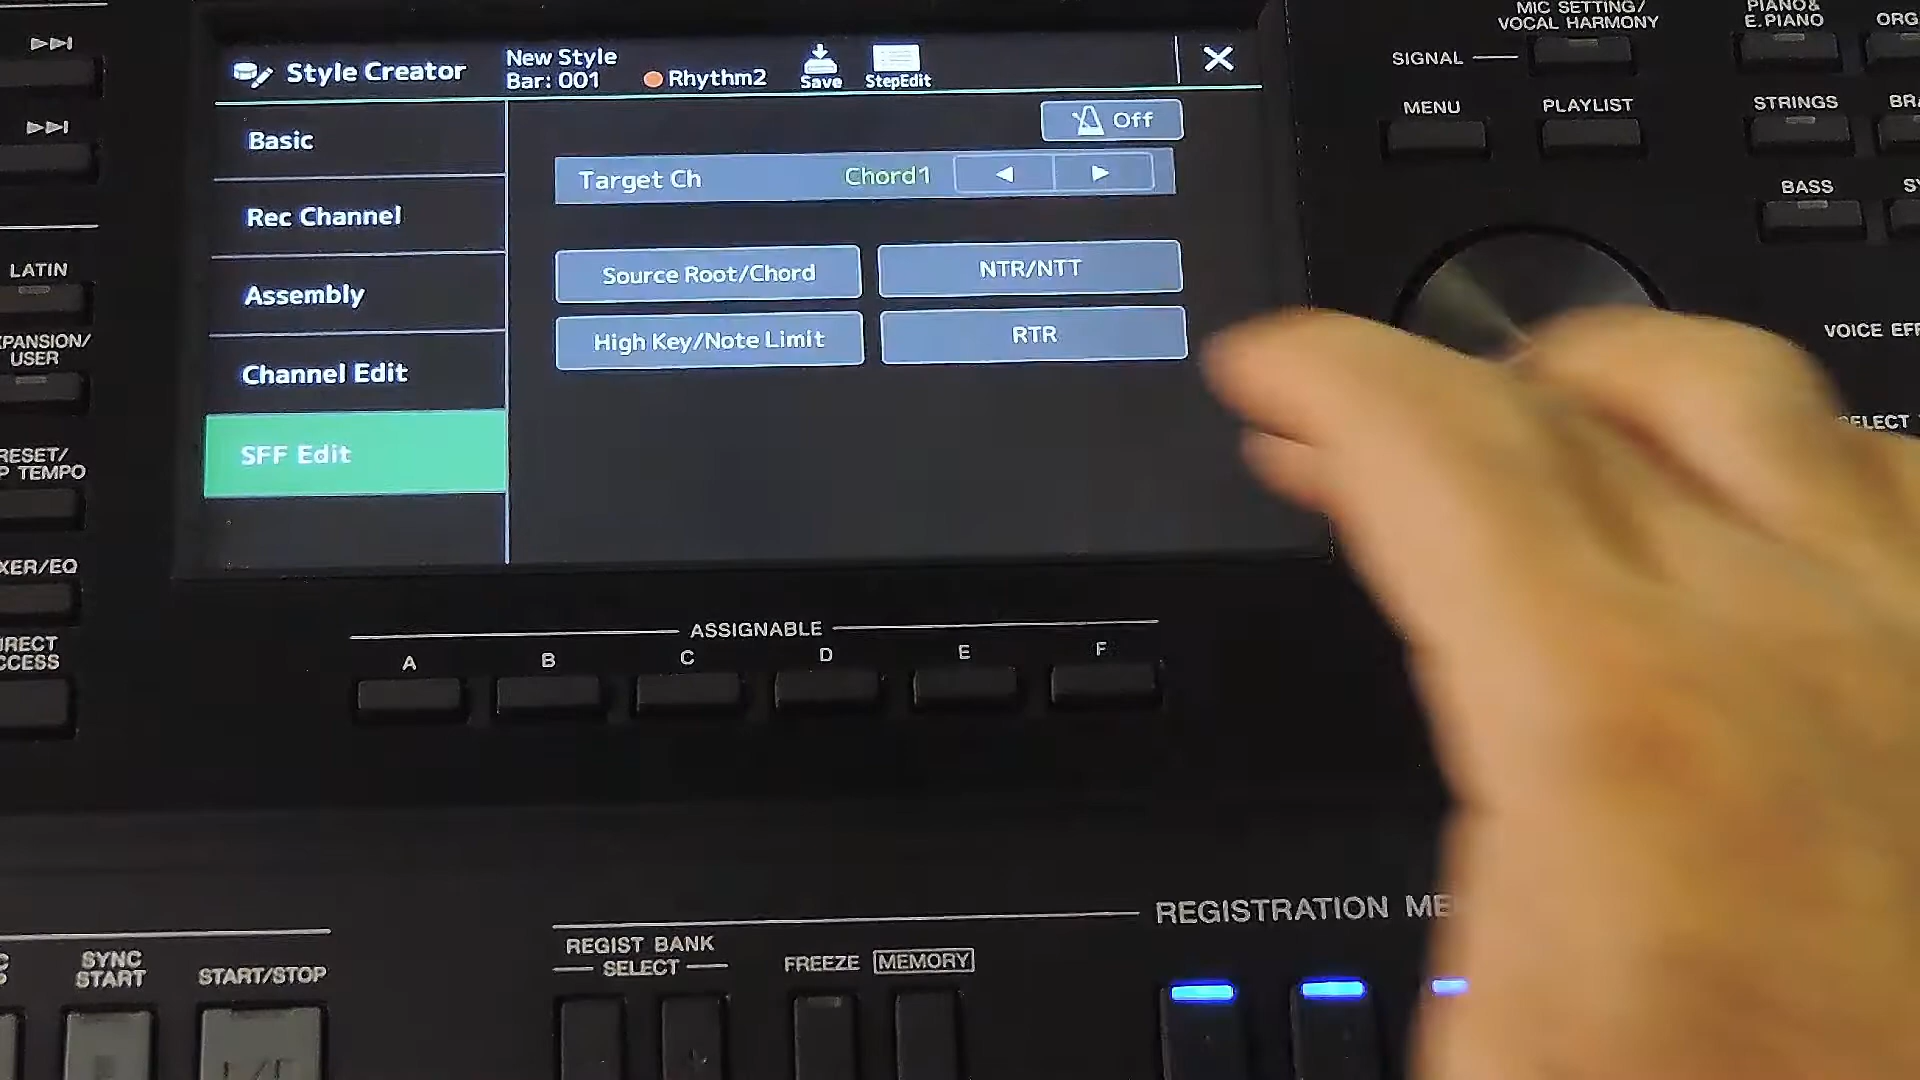 Style Creator
New Style
Bar: 001
Rhythm2
Save
StepEdit
Off
Basic
Rec Channel
Assembly
Channel Edit
SFF Edit
Target Ch
Chord1
Source Root/Chord
NTR/NTT
High Key/Note Limit
RTR
MIC SETTING/
VOCAL HARMONY
PIANO &
E.PIANO
SIGNAL
MENU
PLAYLIST
STRINGS
BASS
LATIN
USER
TEMPO
ASSIGNABLE
A
B
C
D
E
F
REGISTRATION
REGIST BANK
SELECT
FREEZE
MEMORY
SYNC
START
START/STOP